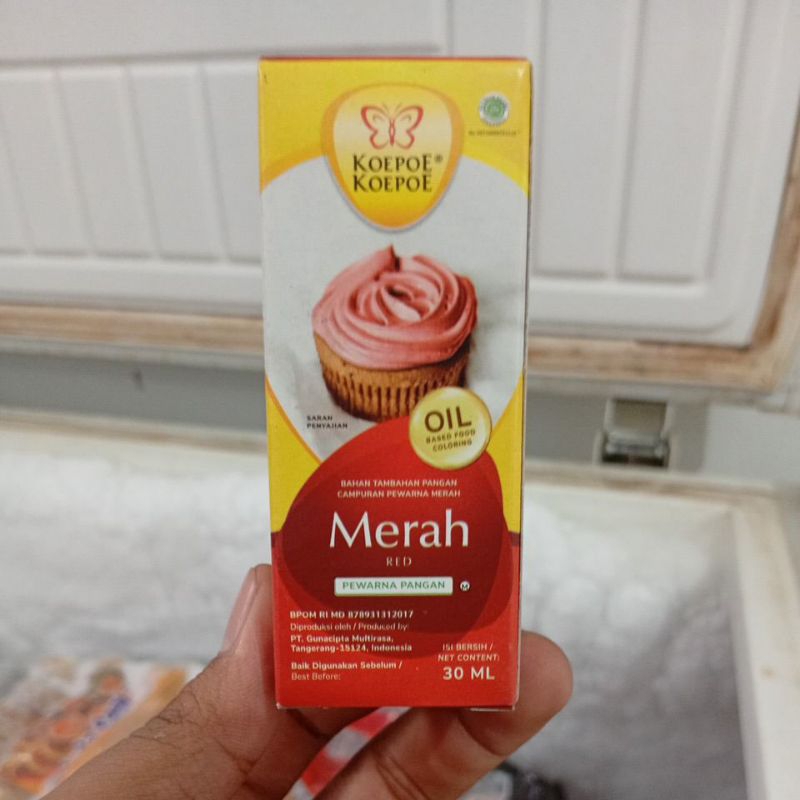 KOEPOE®
KOEPOE
SARAN
PENYAJIAN
OIL
BASED FOOD
COLORING
BAHAN TAMBAHAN PANGAN
CAMPURAN PEWARNA MERAH
Merah
RED
PEWARNA PANGAN
BPOM RI MD 878931312017
Diproduksi oleh / Produced by:
PT. Gunacipta Multirasa,
Tangerang-15124, Indonesia
Baik Digunakan Sebelum /
Best Before:
ISI BERSIH /
NET CONTENT:
30 ML